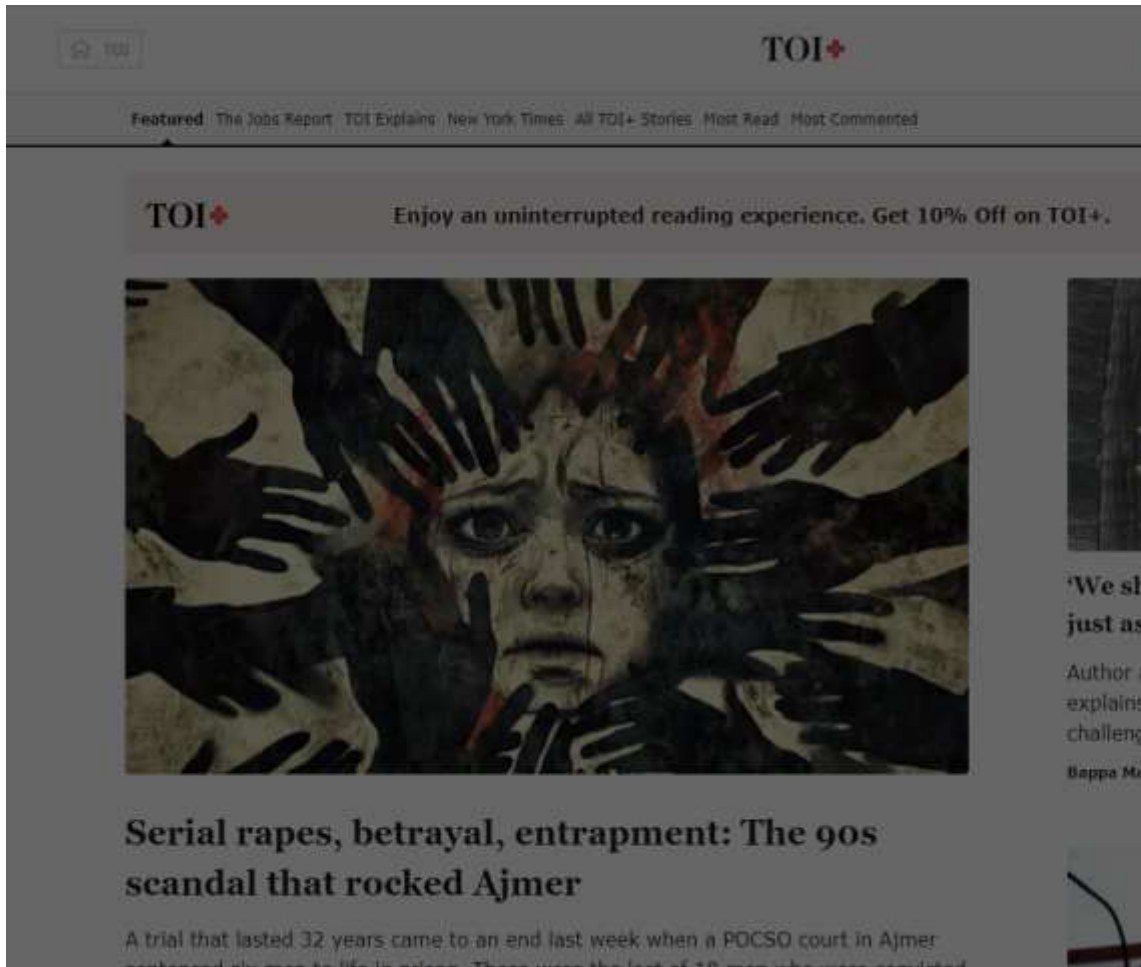 TOI
TOI+
Featured The Jobs Report TOI Explains New York Times All TOI+ Stories Most Read Most Commented
TOI+
Enjoy an uninterrupted reading experience. Get 10% Off on TOI+.
Serial rapes, betrayal, entrapment: The 90s
scandal that rocked Ajmer
A trial that lasted 32 years came to an end last week when a POCSO court in Ajmer
‘We
just as
Author
explains
Bappa